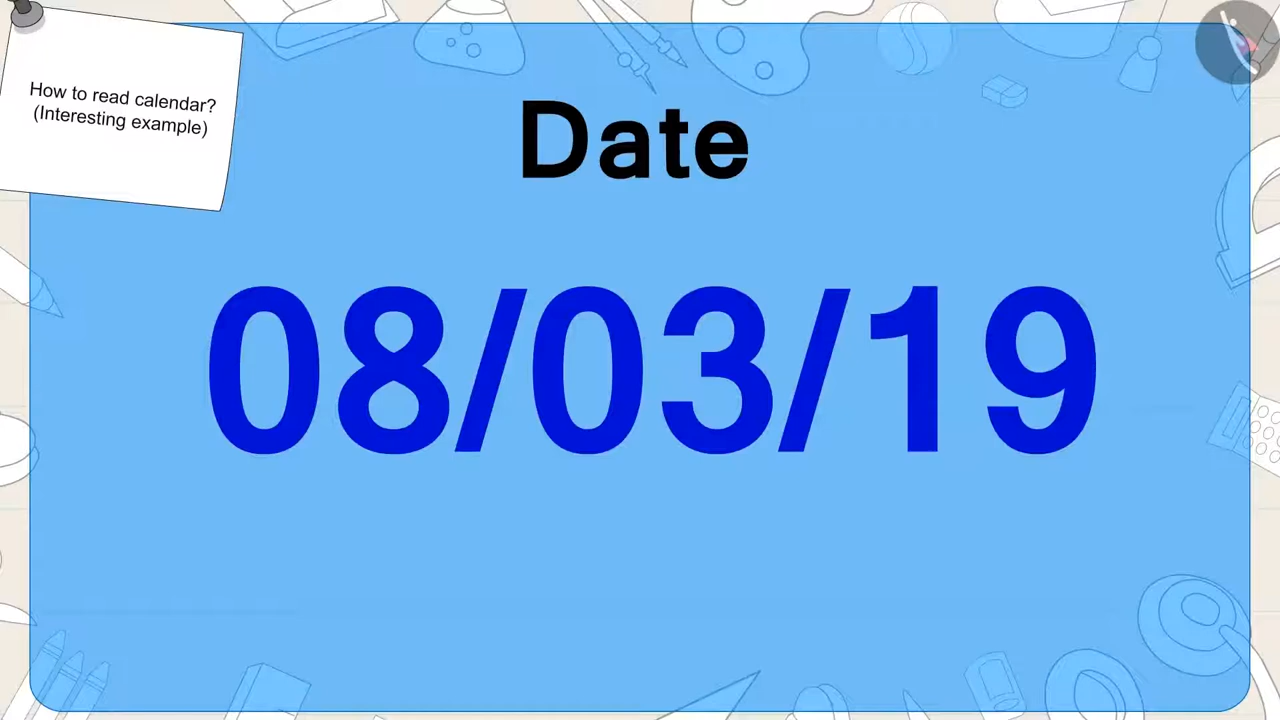 How to read calendar?
(Interesting example)
Date
08/03/19